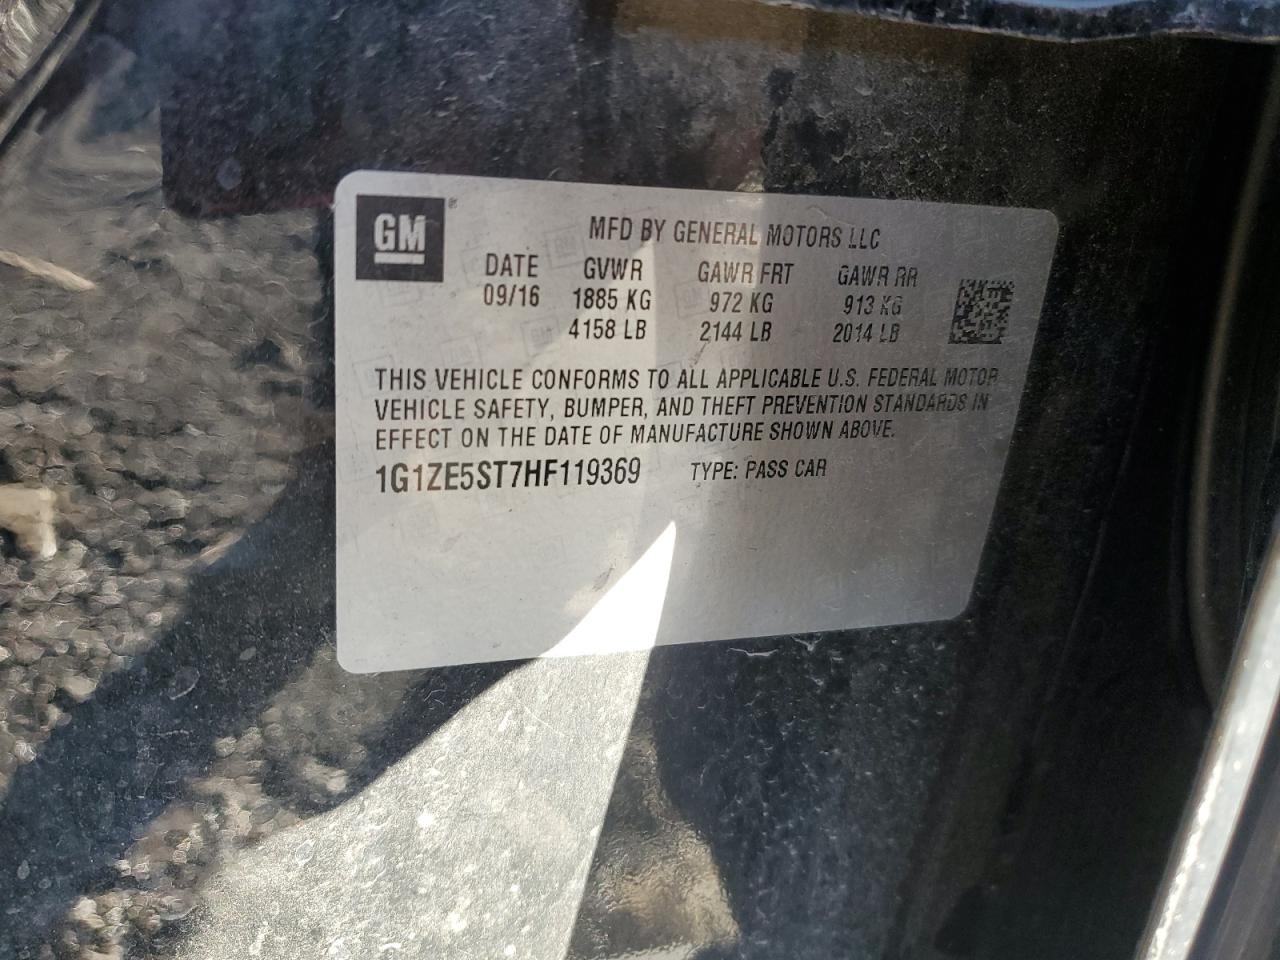 GM ®
MFD BY GENERAL MOTORS LLC
DATE GVWR GAWR FRT GAWR RR
09/16 1885 KG 972 KG 913 KG
4158 LB 2144 LB 2014 LB
THIS VEHICLE CONFORMS TO ALL APPLICABLE U.S. FEDERAL MOTOR
VEHICLE SAFETY, BUMPER, AND THEFT PREVENTION STANDARDS IN
EFFECT ON THE DATE OF MANUFACTURE SHOWN ABOVE.
1G1ZE5ST7HF119369 TYPE: PASS CAR